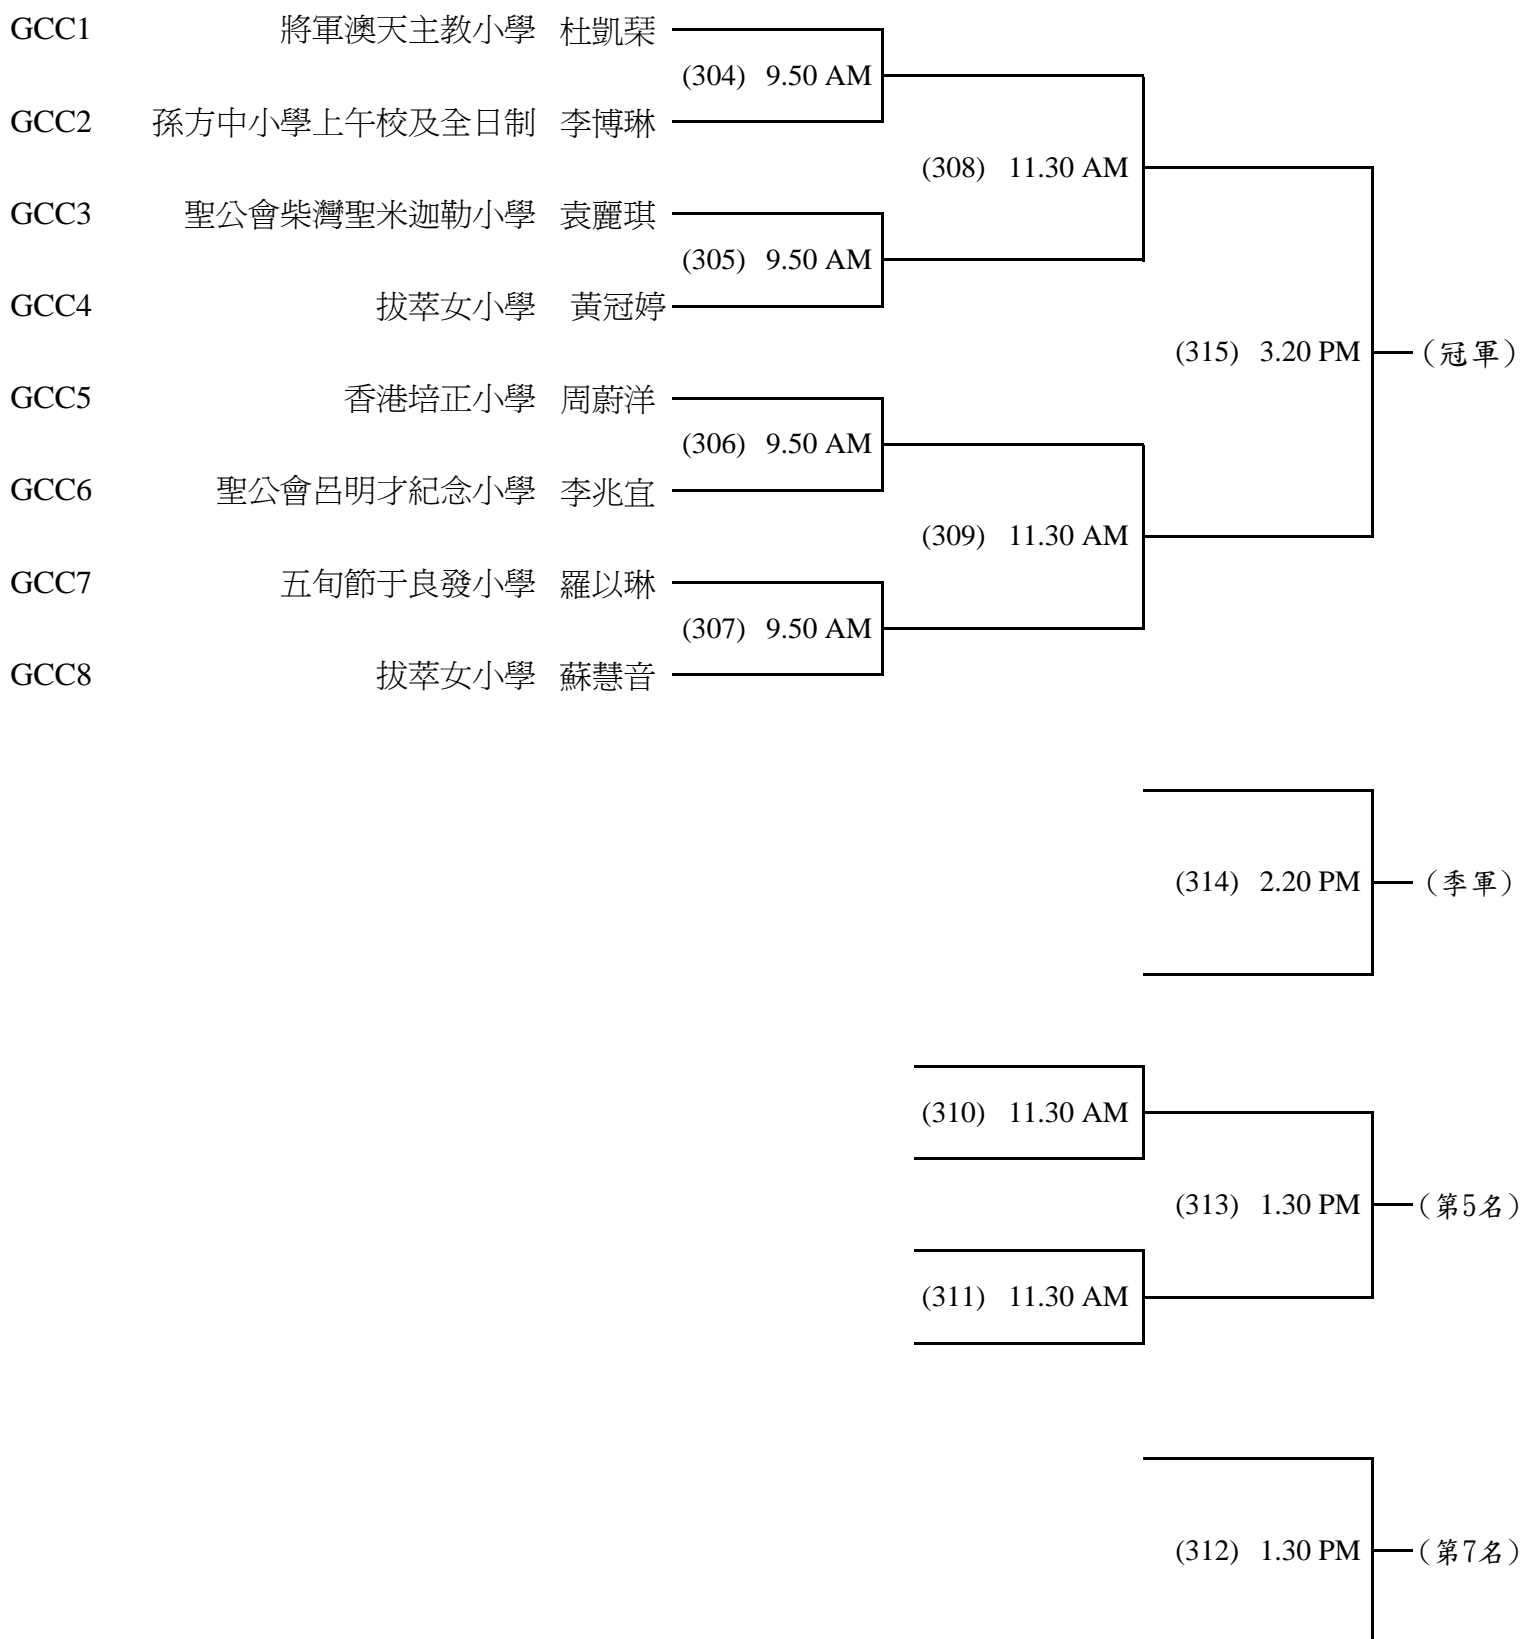 GCC1 將軍澳天主教小學 杜凱琹
(304) 9.50 AM
GCC2 孫方中小學上午校及全日制 李博琳
(308) 11.30 AM
GCC3 聖公會柴灣聖米迦勒小學 袁麗琪
(305) 9.50 AM
GCC4 拔萃女小學 黃冠婷
(315) 3.20 PM (冠軍)
GCC5 香港培正小學 周蔚洋
(306) 9.50 AM
GCC6 聖公會呂明才紀念小學 李兆宜
(309) 11.30 AM
GCC7 五旬節于良發小學 羅以琳
(307) 9.50 AM
GCC8 拔萃女小學 蘇慧音
(314) 2.20 PM (季軍)
(310) 11.30 AM
(313) 1.30 PM (第5名)
(311) 11.30 AM
(312) 1.30 PM (第7名)